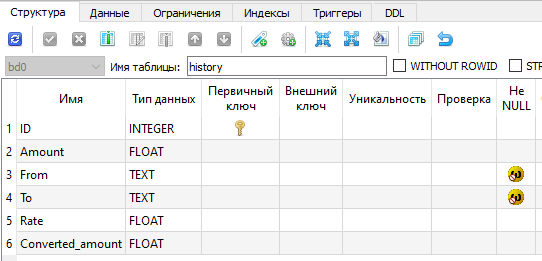 Структура Данные Ограничения Индексы Триггеры DDL
bd0 Имя таблицы: history WITHOUT ROWID STR
Имя Тип данных Первичный ключ Внешний ключ Уникальность Проверка Не NULL
1 ID INTEGER
2 Amount FLOAT
3 From TEXT
4 To TEXT
5 Rate FLOAT
6 Converted_amount FLOAT